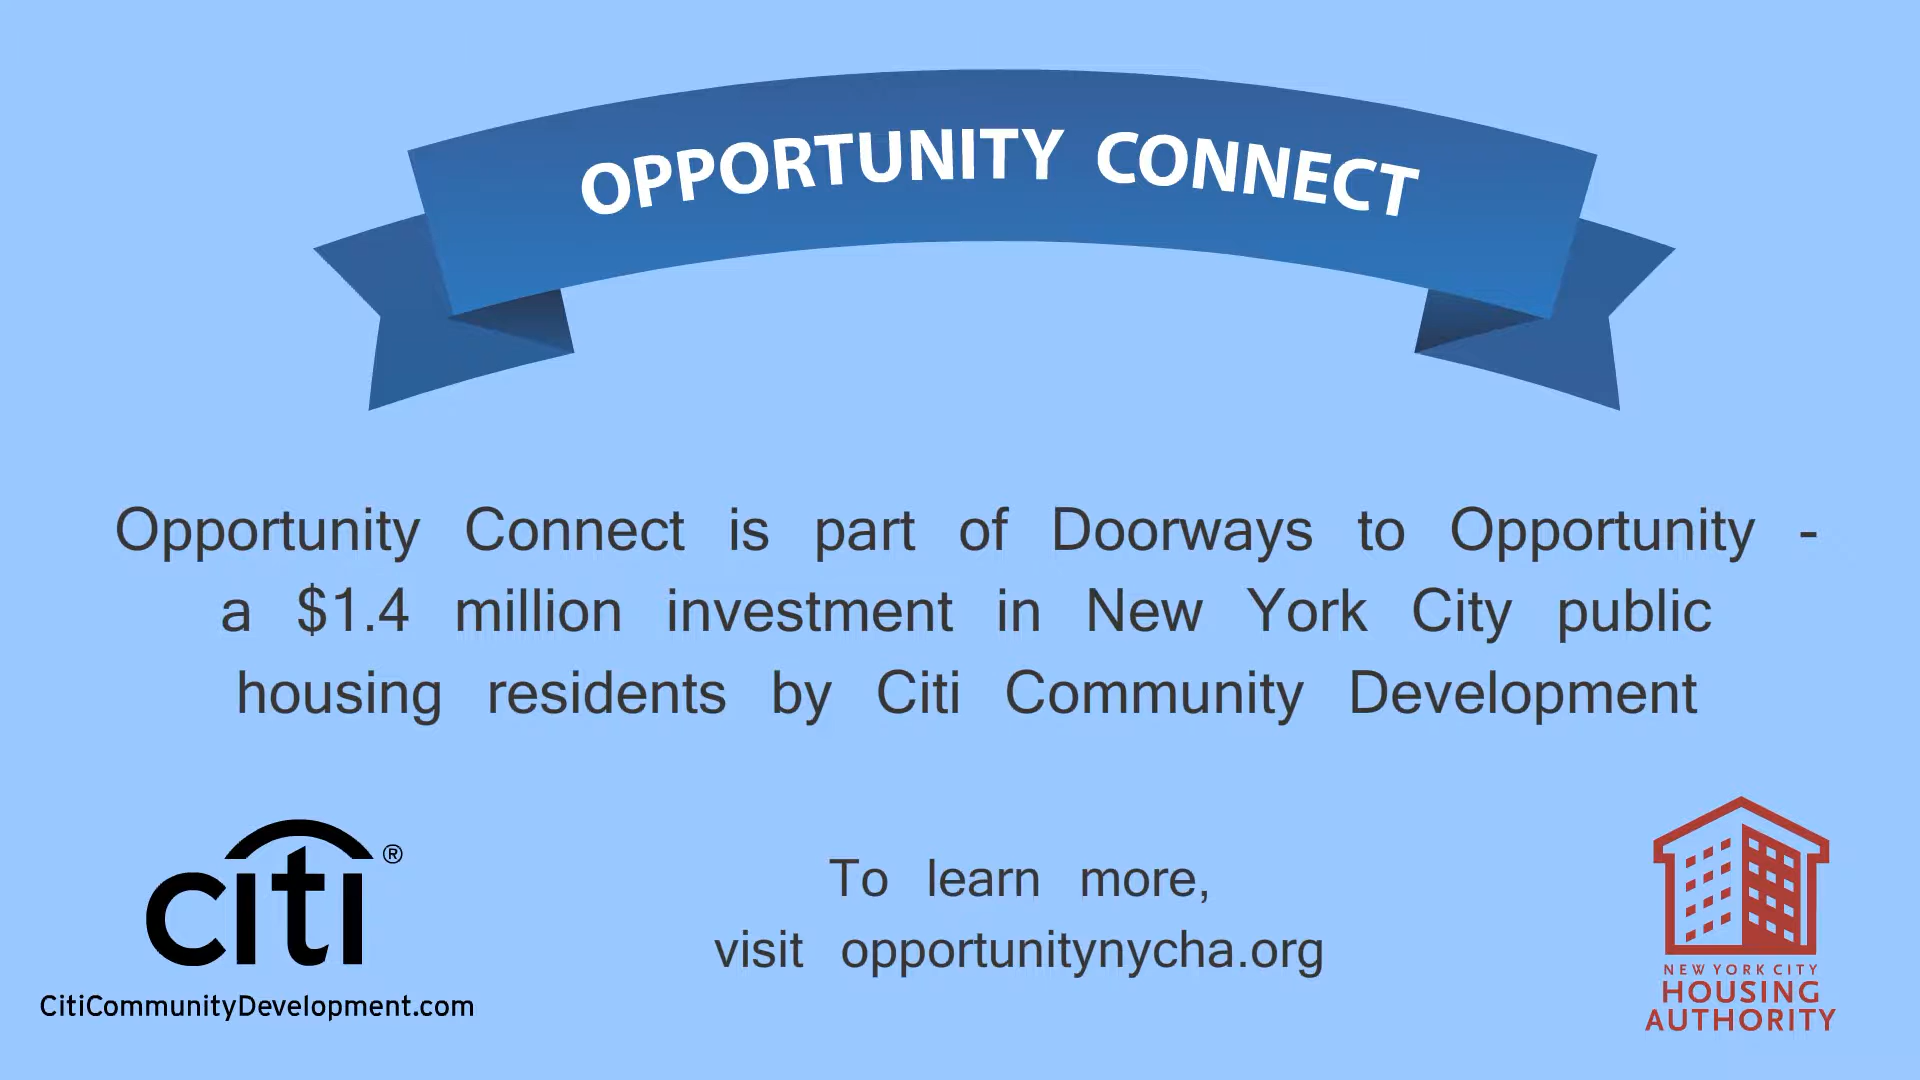 OPPORTUNITY CONNECT
Opportunity Connect is part of Doorways to Opportunity -
a $1.4 million investment in New York City public
housing residents by Citi Community Development
citi®
CitiCommunityDevelopment.com
To learn more,
visit opportunitynycha.org
NEW YORK CITY
HOUSING
AUTHORITY